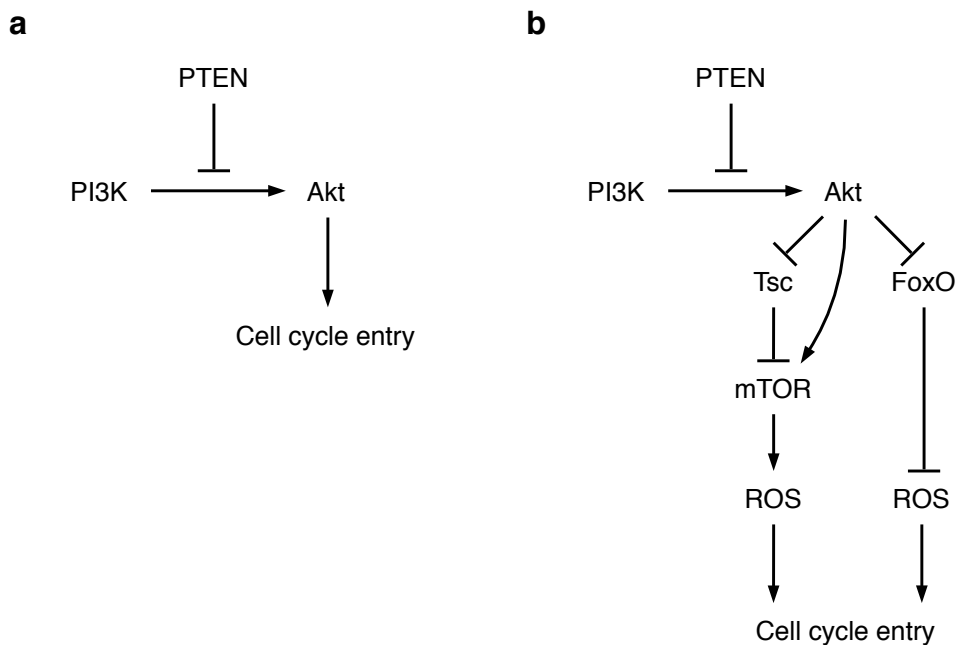 a
PTEN
PI3K Akt
Cell cycle entry
b
PTEN
PI3K Akt
Tsc FoxO
mTOR
ROS ROS
Cell cycle entry